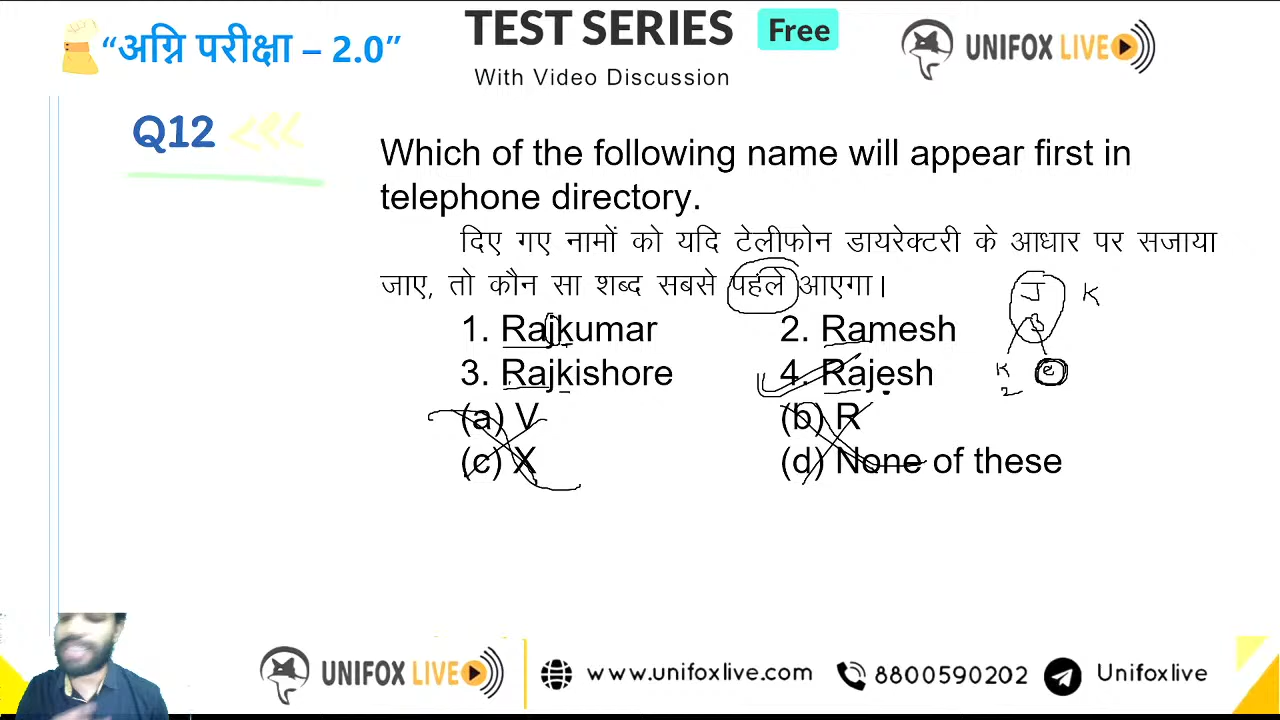 “अग्नि परीक्षा – 2.0”
TEST SERIES Free
With Video Discussion
UNIFOX LIVE
Q12
Which of the following name will appear first in
telephone directory.
दिए गए नामों को यदि टेलीफोन डायरेक्टरी के आधार पर सजाया
जाए, तो कौन सा शब्द सबसे पहले आएगा।
J K
1. Rajkumar 2. Ramesh
3. Rajkishore 4. Rajesh
K e
2
(a) V (b) R
(c) X (d) None of these
UNIFOX LIVE www.unifoxlive.com 8800590202 Unifoxlive